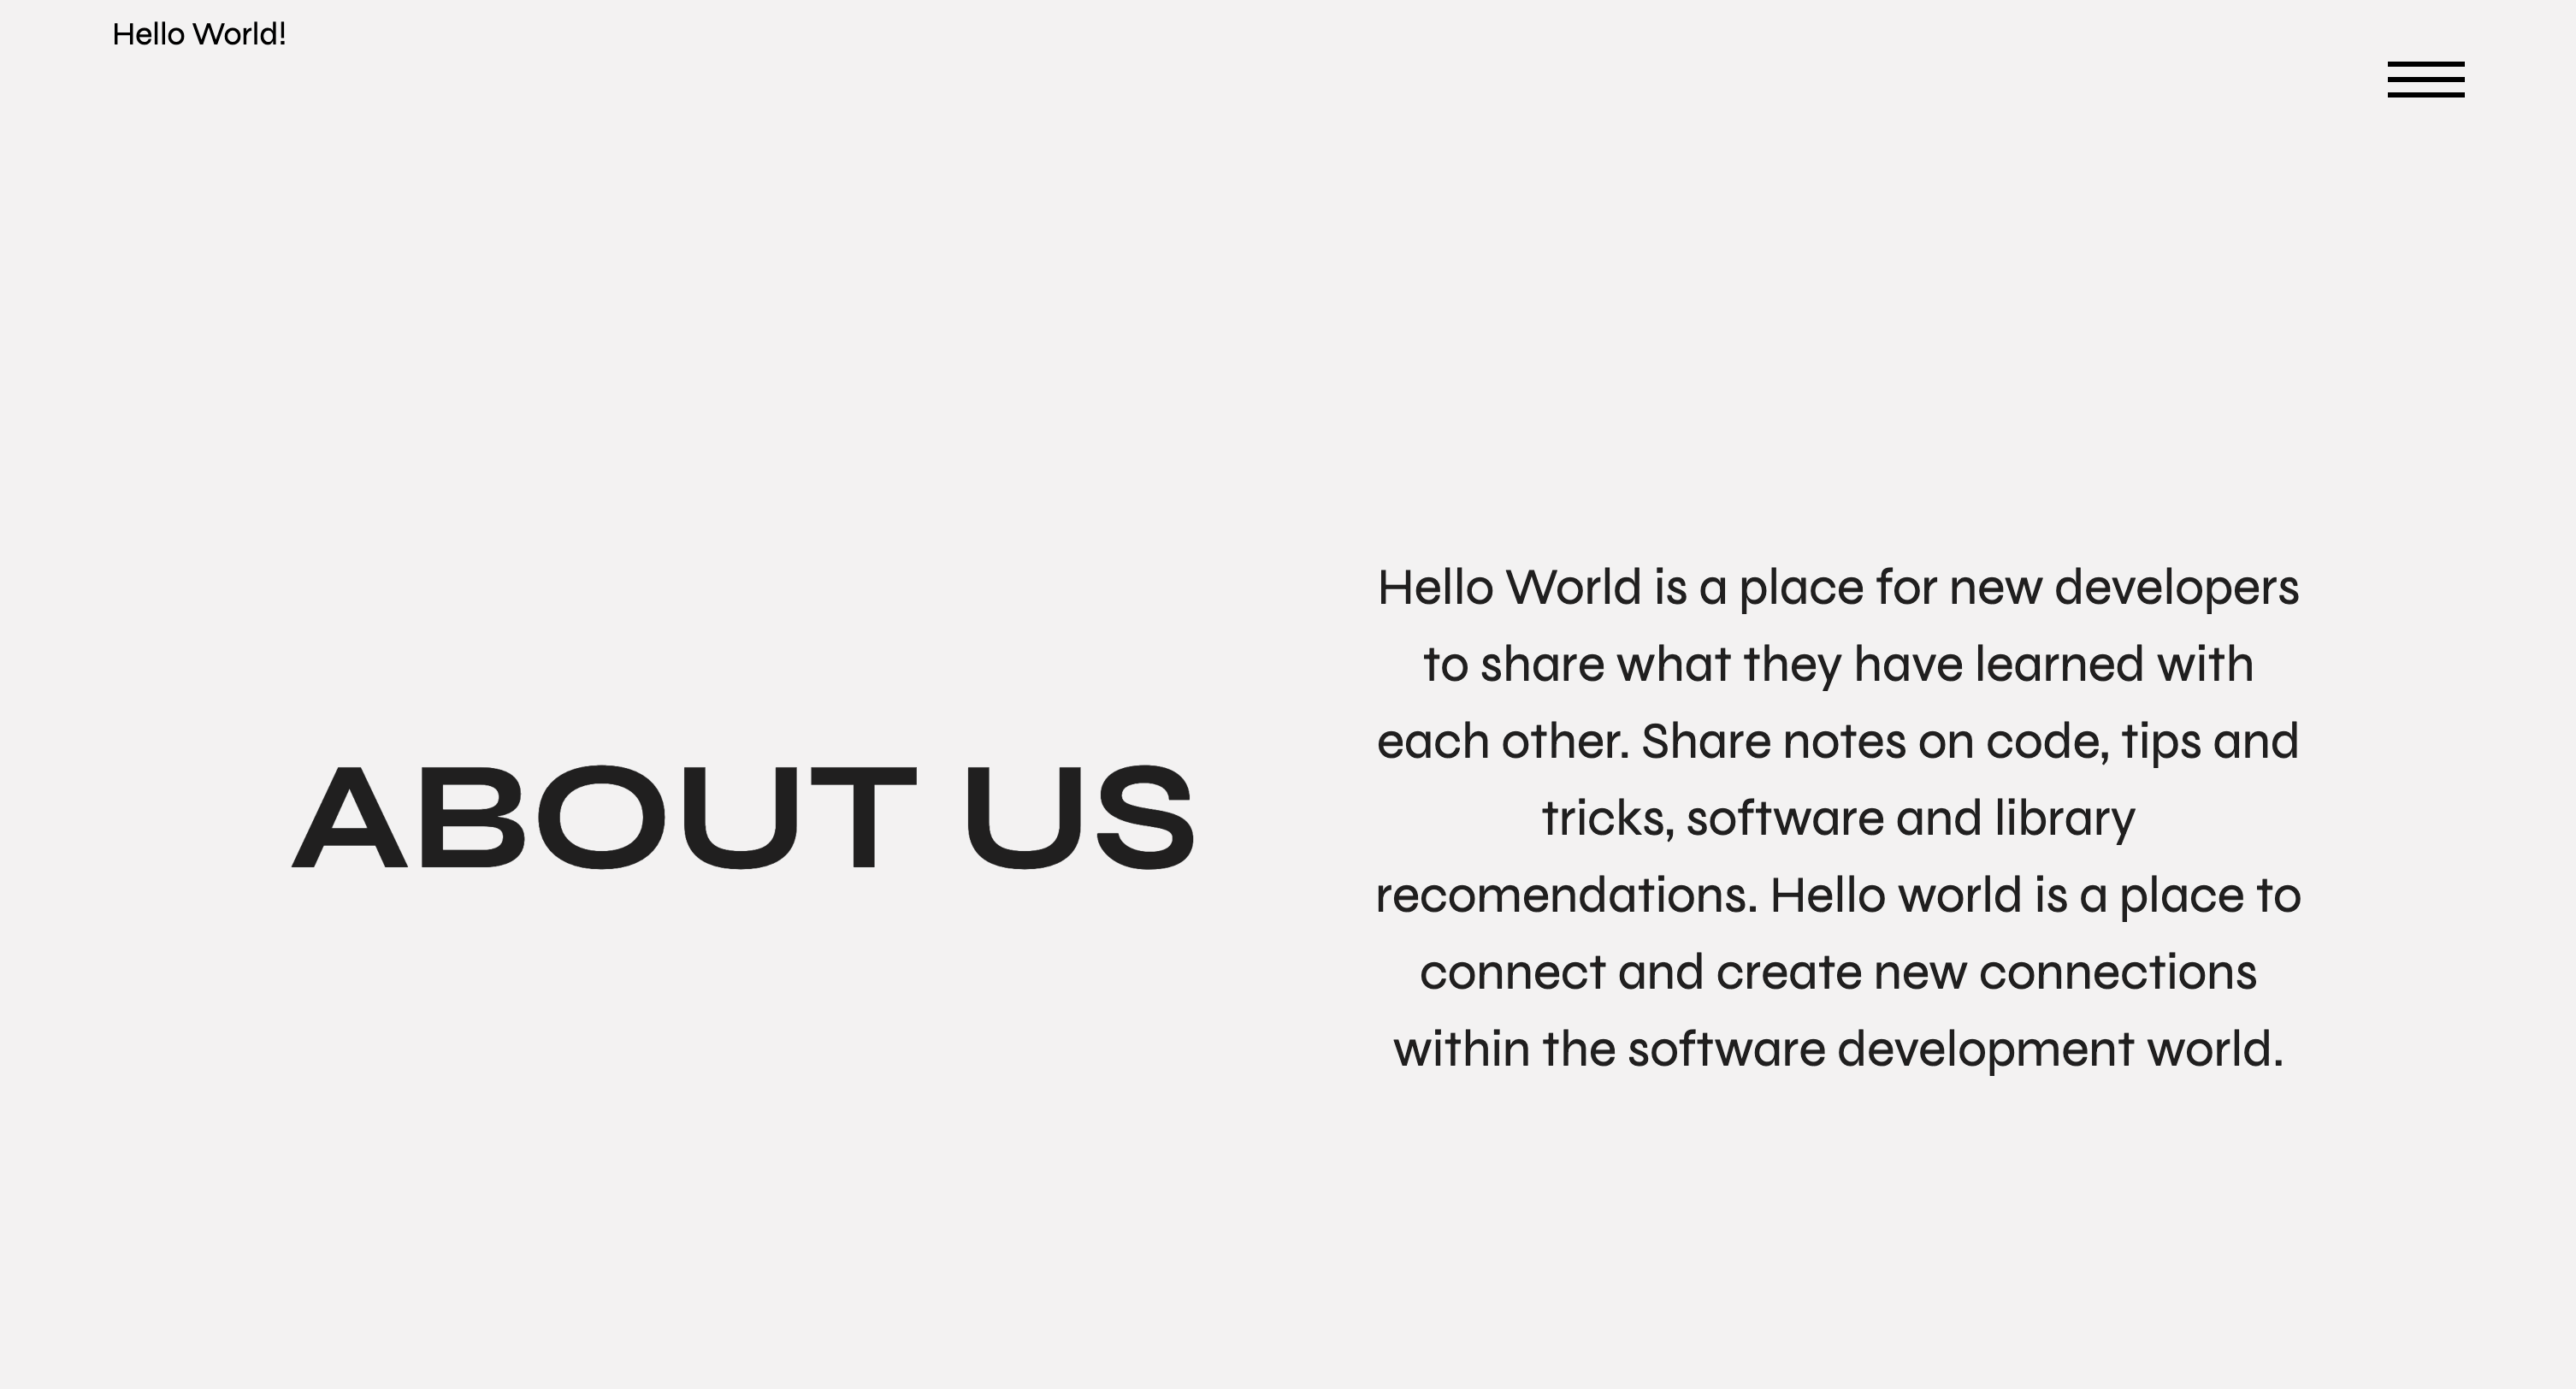 Hello World!
ABOUT US
Hello World is a place for new developers
to share what they have learned with
each other. Share notes on code, tips and
tricks, software and library
recomendations. Hello world is a place to
connect and create new connections
within the software development world.